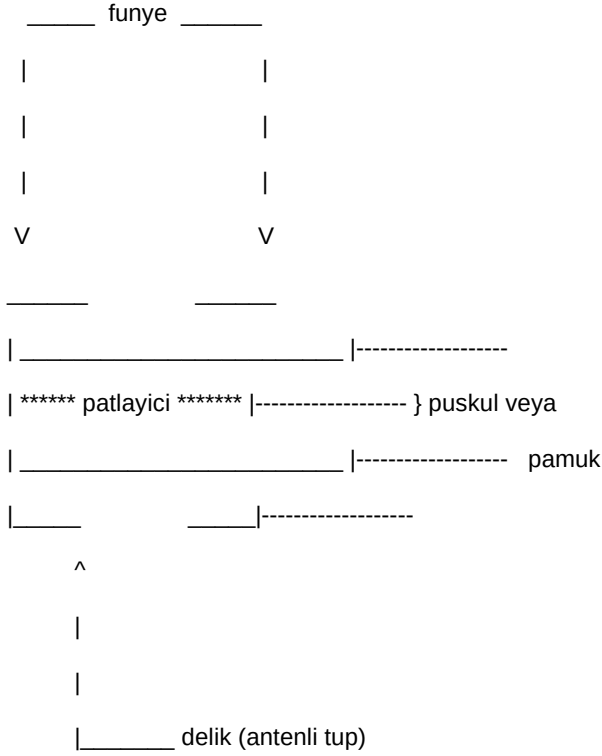 funye
patlayici } puskul veya
pamuk
delik (antenli tup)